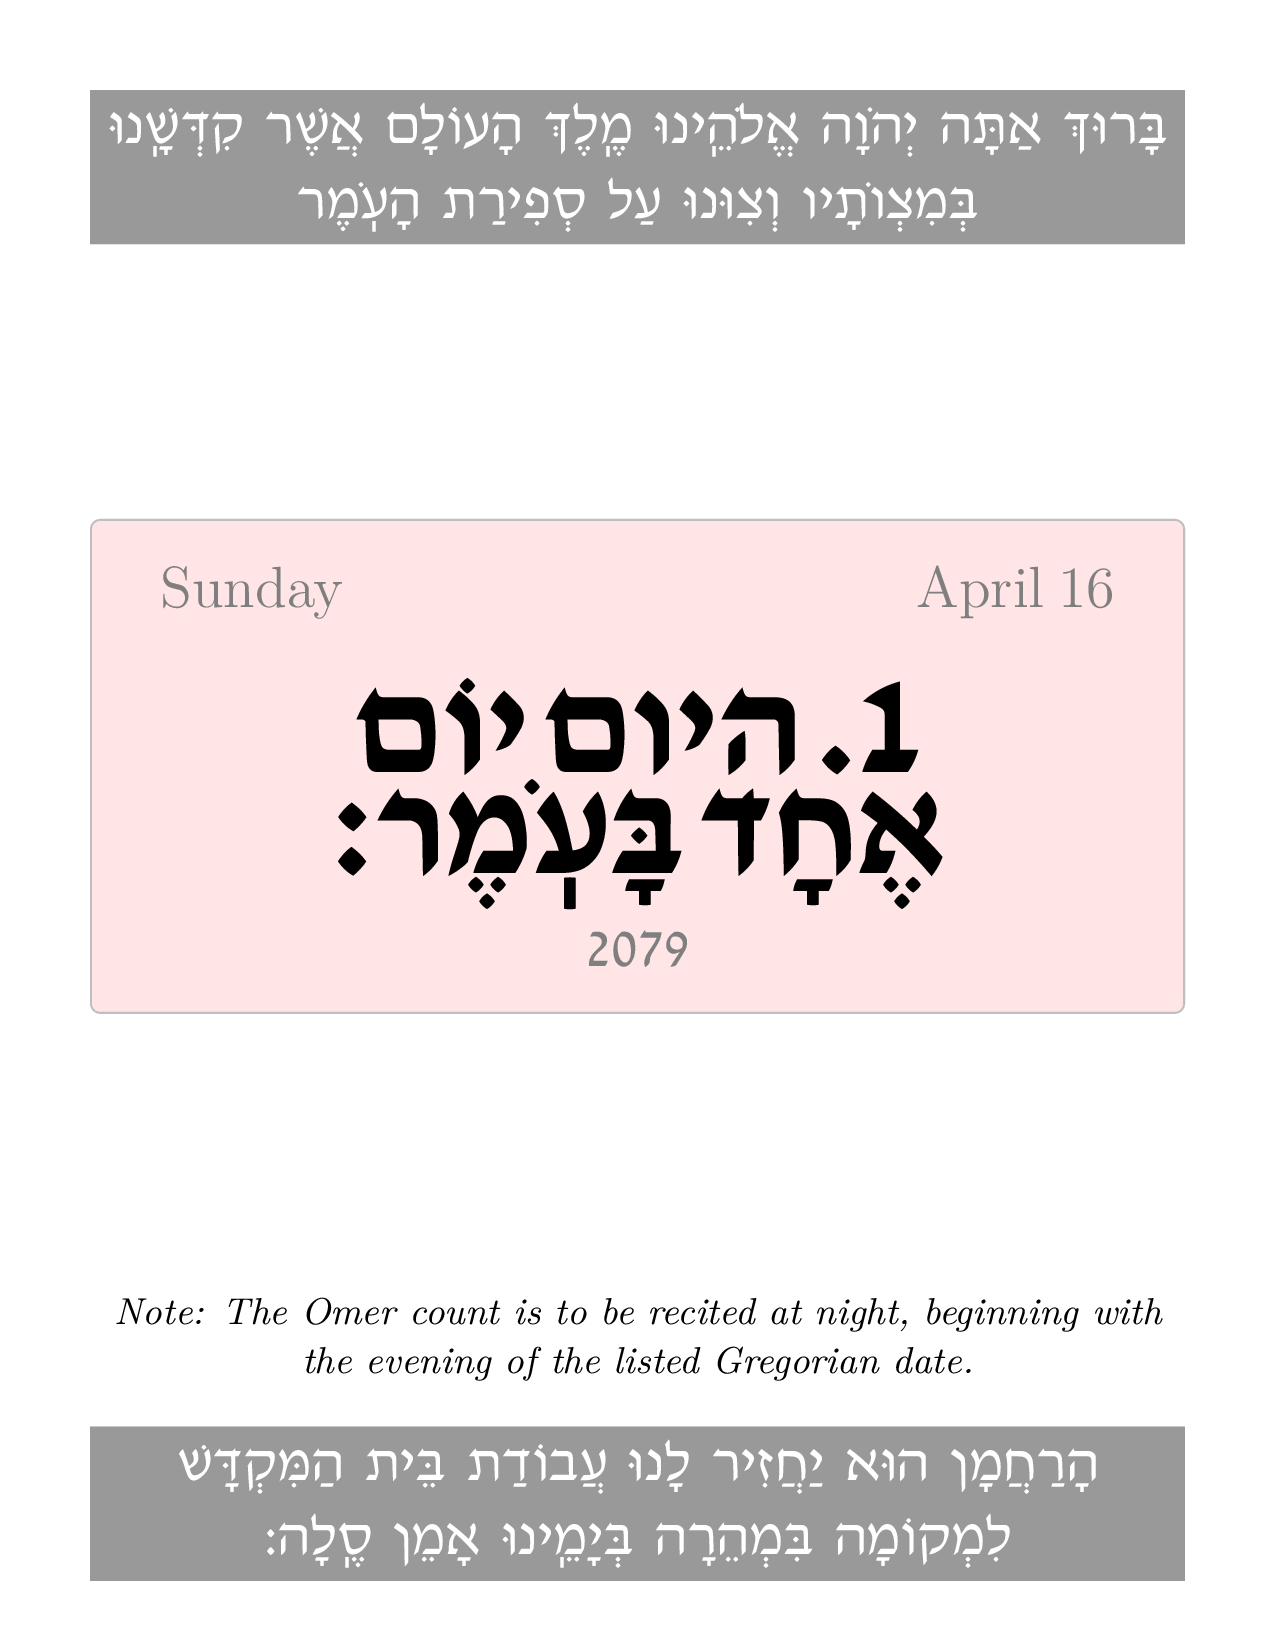 בָּרוּךְ אַתָּה יְהֹוָה אֱלֹהֵֽינוּ מֶֽלֶךְ הָעוֹלָם אֲשֶׁר קִדְּשָֽׁנוּ
בְּמִצְוֹתָיו וְצִוּנוּ עַל סְפִירַת הָעֹֽמֶר
Sunday April 16
1. היום יוֹם
אֶחָד בָּעֹֽמֶר:
2079
Note: The Omer count is to be recited at night, beginning with
the evening of the listed Gregorian date.
הָרַחֲמָן הוּא יַחֲזִיר לָנוּ עֲבוֹדַת בֵּית הַמִּקְדָּשׁ
לִמְקוֹמָהּ בִּמְהֵרָה בְּיָמֵֽינוּ אָמֵן סֶֽלָה: